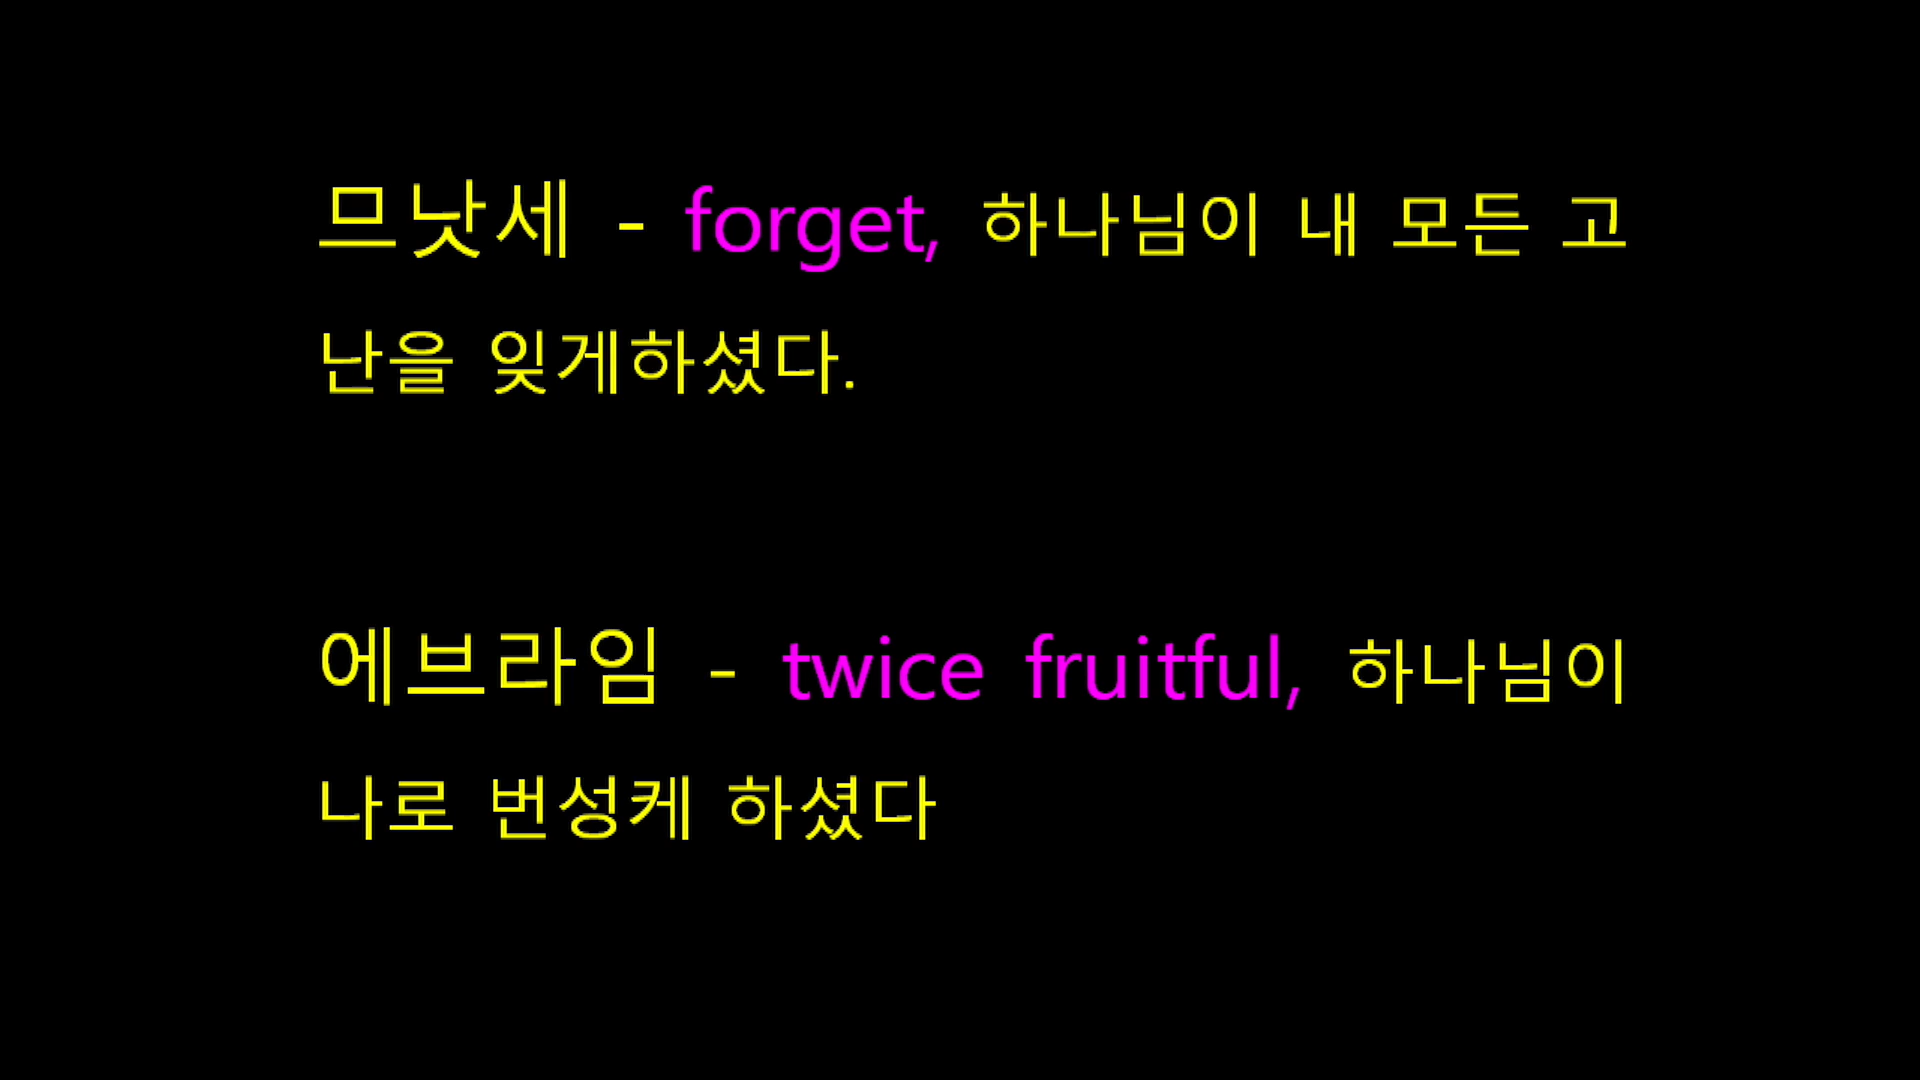 므낫세 - forget, 하나님이 내 모든 고
난을 잊게하셨다.
에브라임 - twice fruitful, 하나님이
나로 번성케 하셨다